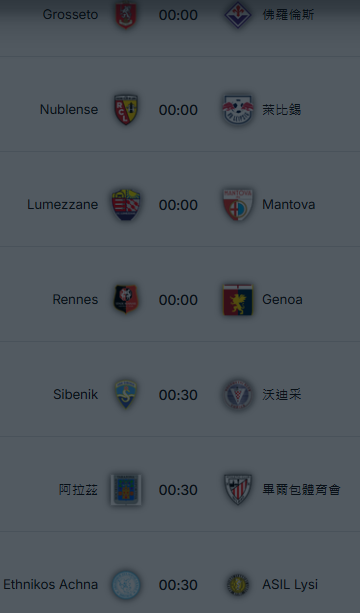 Grosseto 00:00 佛羅倫斯
Nublense 00:00 萊比錫
Lumezzane 00:00 Mantova
Rennes 00:00 Genoa
Sibenik 00:30 沃迪采
阿拉茲 00:30 畢爾包體育會
Ethnikos Achna 00:30 ASIL Lysi